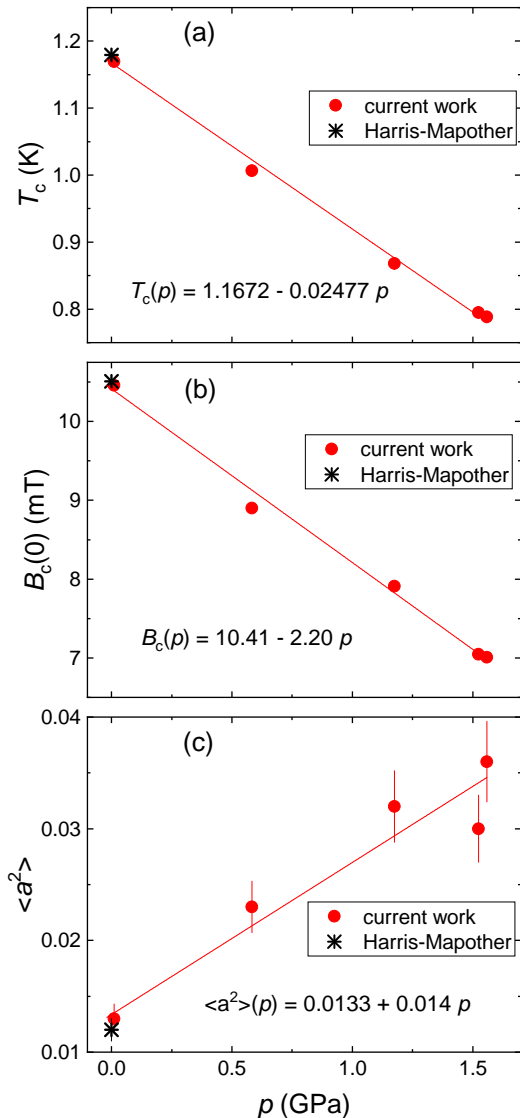 (a)
1.2
1.1
1.0
0.9
0.8
T_c (K)
current work
Harris-Mapother
T_c(p) = 1.1672 - 0.02477 p
(b)
10
9
8
7
B_c(0) (mT)
current work
Harris-Mapother
B_c(p) = 10.41 - 2.20 p
(c)
0.04
0.03
0.02
0.01
<a²>
current work
Harris-Mapother
<a²>(p) = 0.0133 + 0.014 p
0.0 0.5 1.0 1.5
p (GPa)